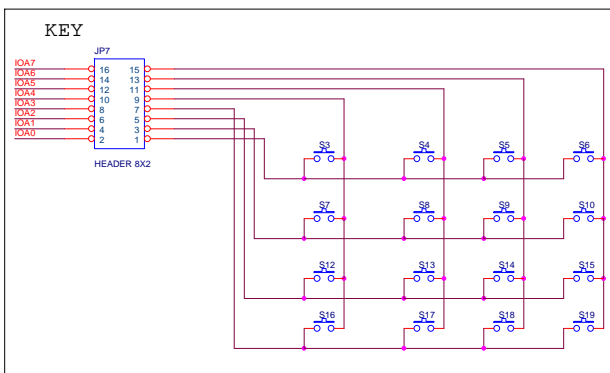 KEY
JP7
IOA7 16 15
IOA6 14 13
IOA5 12 11
IOA4 10 9
IOA3 8 7
IOA2 6 5
IOA1 4 3
IOA0 2 1
HEADER 8X2
S3 S4 S5 S6
S7 S8 S9 S10
S12 S13 S14 S15
S16 S17 S18 S19